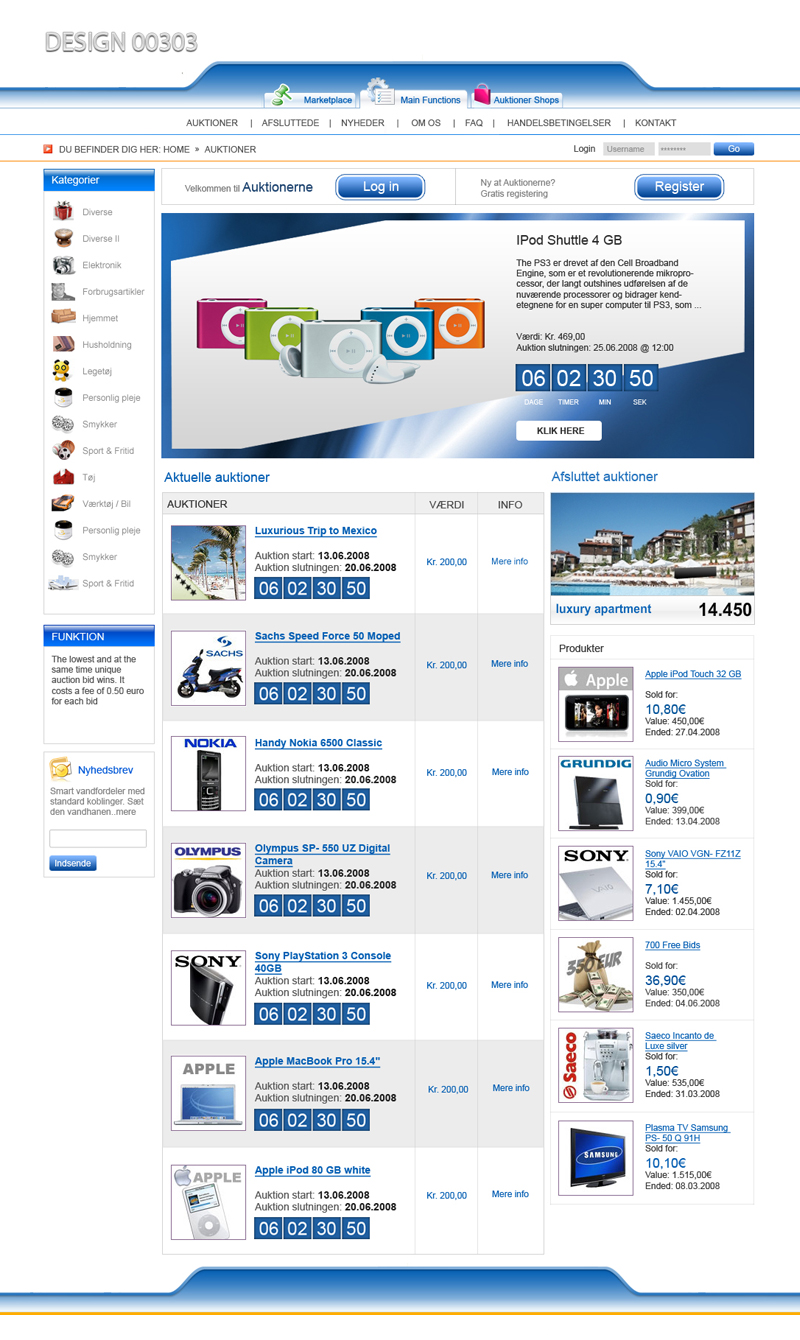 DESIGN 00303
Marketplace
Main Functions
Auktioner Shops
AUKTIONER | AFSLUTTEDE | NYHEDER | OM OS | FAQ | HANDELSBETINGELSER | KONTAKT
DU BEFINDER DIG HER: HOME » AUKTIONER
Login Username ******** Go
Kategorier
Diverse
Diverse II
Elektronik
Forbrugsartikler
Hjemmet
Husholdning
Legetøj
Personlig pleje
Smykker
Sport & Fritid
Tøj
Værktøj / Bil
Personlig pleje
Smykker
Sport & Fritid
FUNKTION
The lowest and at the
same time unique
auction bid wins. It
costs a fee of 0.50 euro
for each bid
Nyhedsbrev
Smart vandfordeler med
standard koblinger. Sæt
den vandhanen..mere
Indsende
Velkommen til Auktionerne
Log in
Ny at Auktionerne?
Gratis registering
Register
IPod Shuttle 4 GB
The PS3 er drevet af den Cell Broadband
Engine, som er et revolutionerende mikropro-
cessor, der langt outshines udførelsen af de
nuværende processorer og bidrager kend-
etegnene for en super computer til PS3, som ...
Værdi: Kr. 469,00
Auktion slutningen: 25.06.2008 @ 12:00
06 02 30 50
DAGE TIMER MIN SEK
KLIK HERE
Aktuelle auktioner
AUKTIONER VÆRDI INFO
Luxurious Trip to Mexico
Auktion start: 13.06.2008
Auktion slutningen: 20.06.2008
06 02 30 50
Kr. 200,00
Mere info
SACHS
Sachs Speed Force 50 Moped
Auktion start: 13.06.2008
Auktion slutningen: 20.06.2008
06 02 30 50
Kr. 200,00
Mere info
NOKIA
Handy Nokia 6500 Classic
Auktion start: 13.06.2008
Auktion slutningen: 20.06.2008
06 02 30 50
Kr. 200,00
Mere info
OLYMPUS
Olympus SP- 550 UZ Digital
Camera
Auktion start: 13.06.2008
Auktion slutningen: 20.06.2008
06 02 30 50
Kr. 200,00
Mere info
SONY
Sony PlayStation 3 Console
40GB
Auktion start: 13.06.2008
Auktion slutningen: 20.06.2008
06 02 30 50
Kr. 200,00
Mere info
APPLE
Apple MacBook Pro 15.4"
Auktion start: 13.06.2008
Auktion slutningen: 20.06.2008
06 02 30 50
Kr. 200,00
Mere info
APPLE
Apple iPod 80 GB white
Auktion start: 13.06.2008
Auktion slutningen: 20.06.2008
06 02 30 50
Kr. 200,00
Mere info
Afsluttet auktioner
luxury apartment 14.450
Produkter
Apple
Apple iPod Touch 32 GB
Sold for:
10,80€
Value: 450,00€
Ended: 27.04.2008
GRUNDIG
Audio Micro System
Grundig Ovation
Sold for:
0,90€
Value: 399,00€
Ended: 13.04.2008
SONY
VAIO
Sony VAIO VGN- FZ11Z
15.4"
Sold for:
7,10€
Value: 1.455,00€
Ended: 02.04.2008
350 EUR
700 Free Bids
Sold for:
36,90€
Value: 350,00€
Ended: 04.06.2008
Saeco
Saeco Incanto de
Luxe silver
Sold for:
1,50€
Value: 535,00€
Ended: 31.03.2008
SAMSUNG
Plasma TV Samsung
PS- 50 Q 91H
Sold for:
10,10€
Value: 1.515,00€
Ended: 08.03.2008